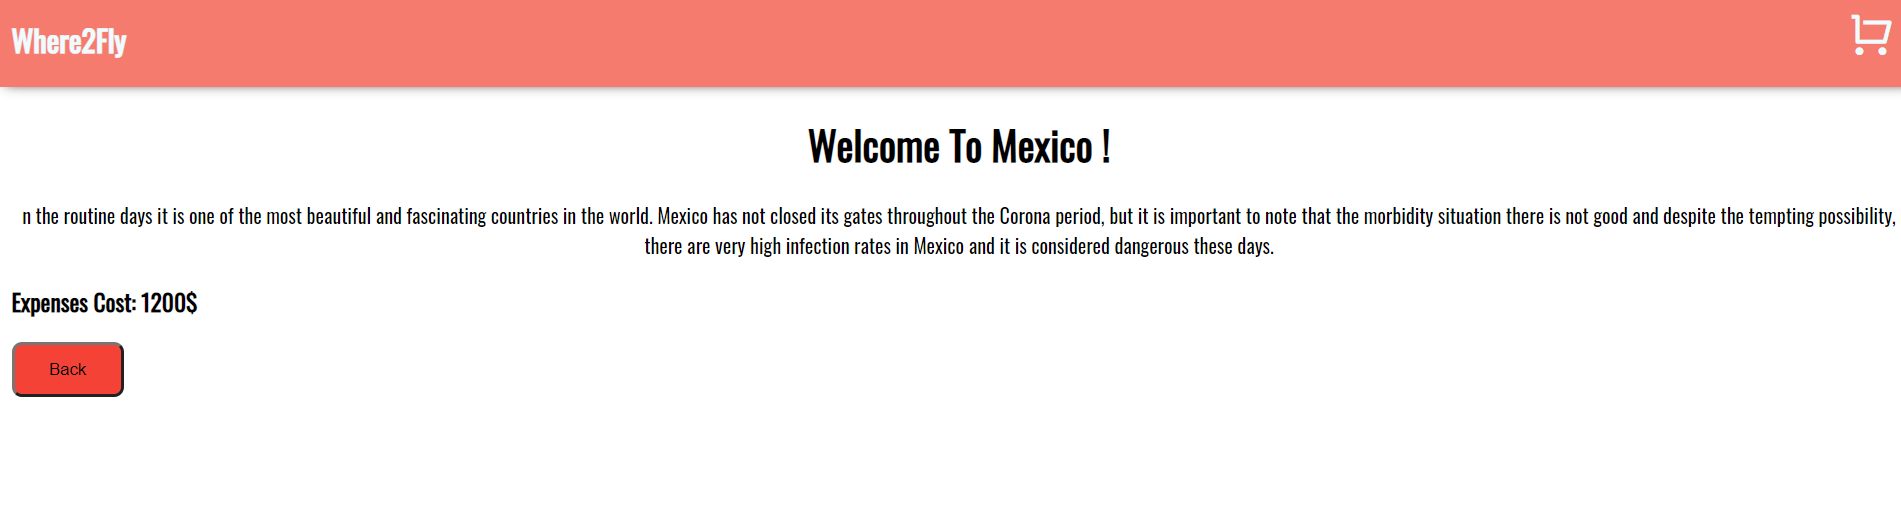 Where2Fly
Welcome To Mexico !
n the routine days it is one of the most beautiful and fascinating countries in the world. Mexico has not closed its gates throughout the Corona period, but it is important to note that the morbidity situation there is not good and despite the tempting possibility,
there are very high infection rates in Mexico and it is considered dangerous these days.
Expenses Cost: 1200$
Back